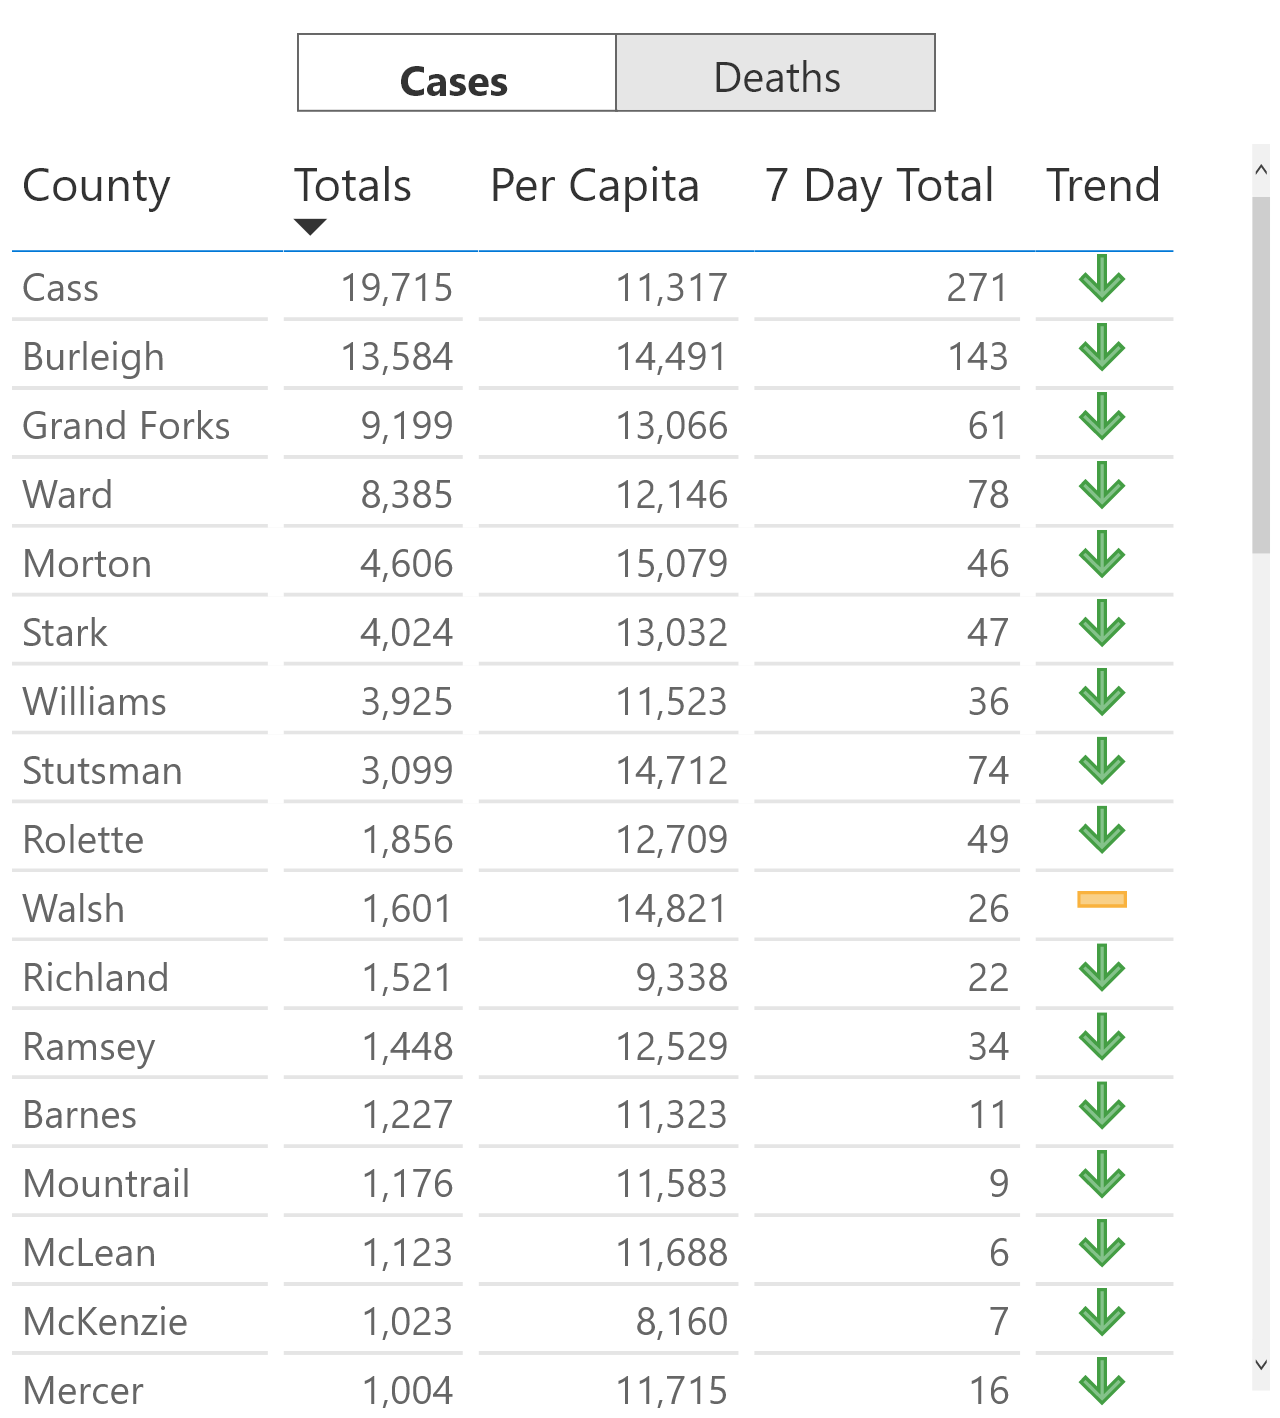 Cases Deaths
County Totals Per Capita 7 Day Total Trend
Cass 19,715 11,317 271
Burleigh 13,584 14,491 143
Grand Forks 9,199 13,066 61
Ward 8,385 12,146 78
Morton 4,606 15,079 46
Stark 4,024 13,032 47
Williams 3,925 11,523 36
Stutsman 3,099 14,712 74
Rolette 1,856 12,709 49
Walsh 1,601 14,821 26
Richland 1,521 9,338 22
Ramsey 1,448 12,529 34
Barnes 1,227 11,323 11
Mountrail 1,176 11,583 9
McLean 1,123 11,688 6
McKenzie 1,023 8,160 7
Mercer 1,004 11,715 16